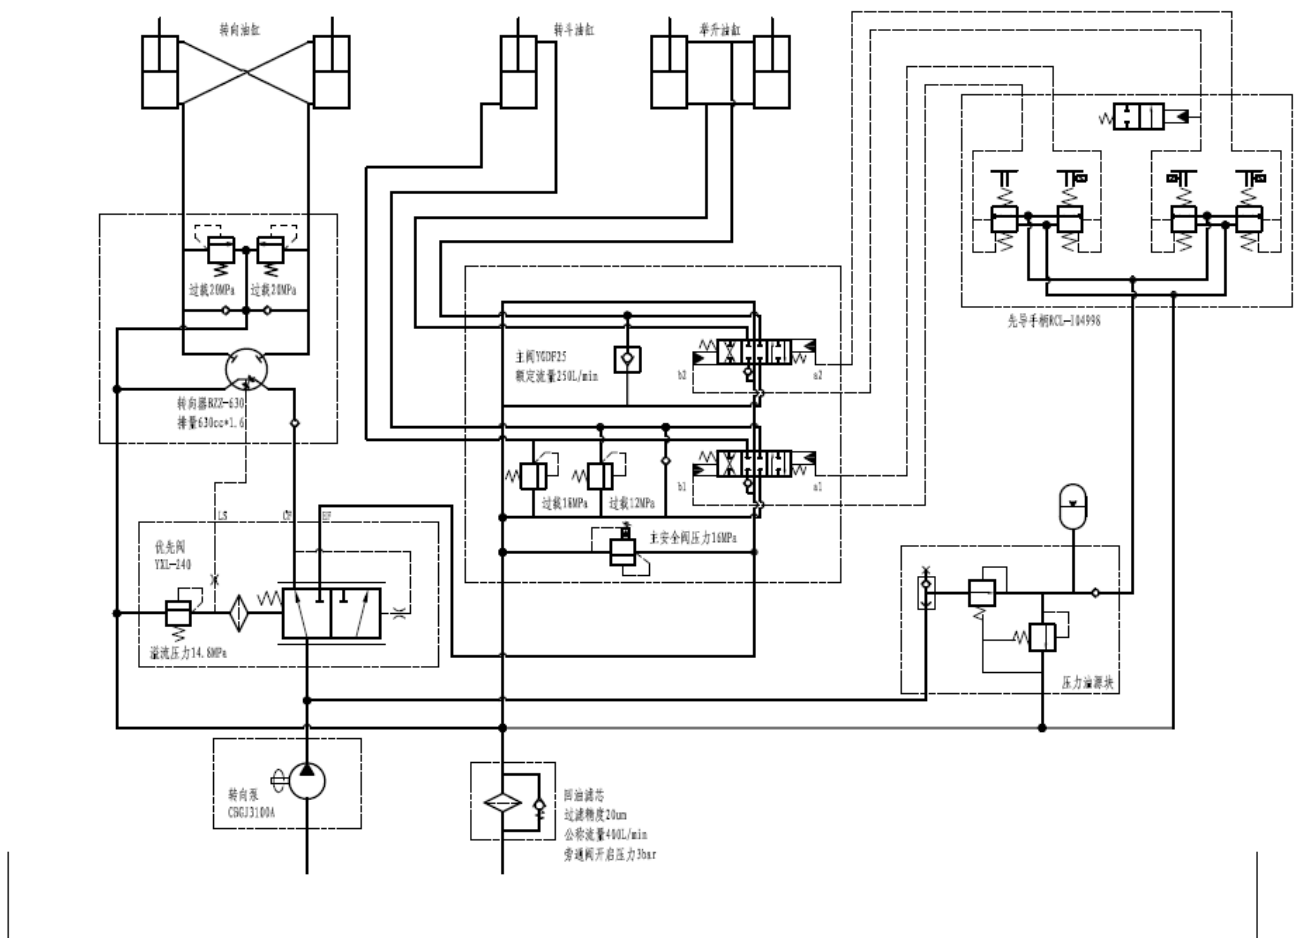 转向油缸
转斗油缸
举升油缸
过载20MPa
过载20MPa
先导手柄RCL-I04998
主阀YGDF25
额定流量250L/min
b2
a2
转向器BZZ-630
排量630cc*1.6
过载16MPa
过载12MPa
b1
a1
LS
CF
EF
主安全阀压力16MPa
优先阀
YXL-240
溢流压力14.8MPa
压力油源块
转向泵
CBGJ3100A
回油滤芯
过滤精度20um
公称流量400L/min
旁通阀开启压力3bar